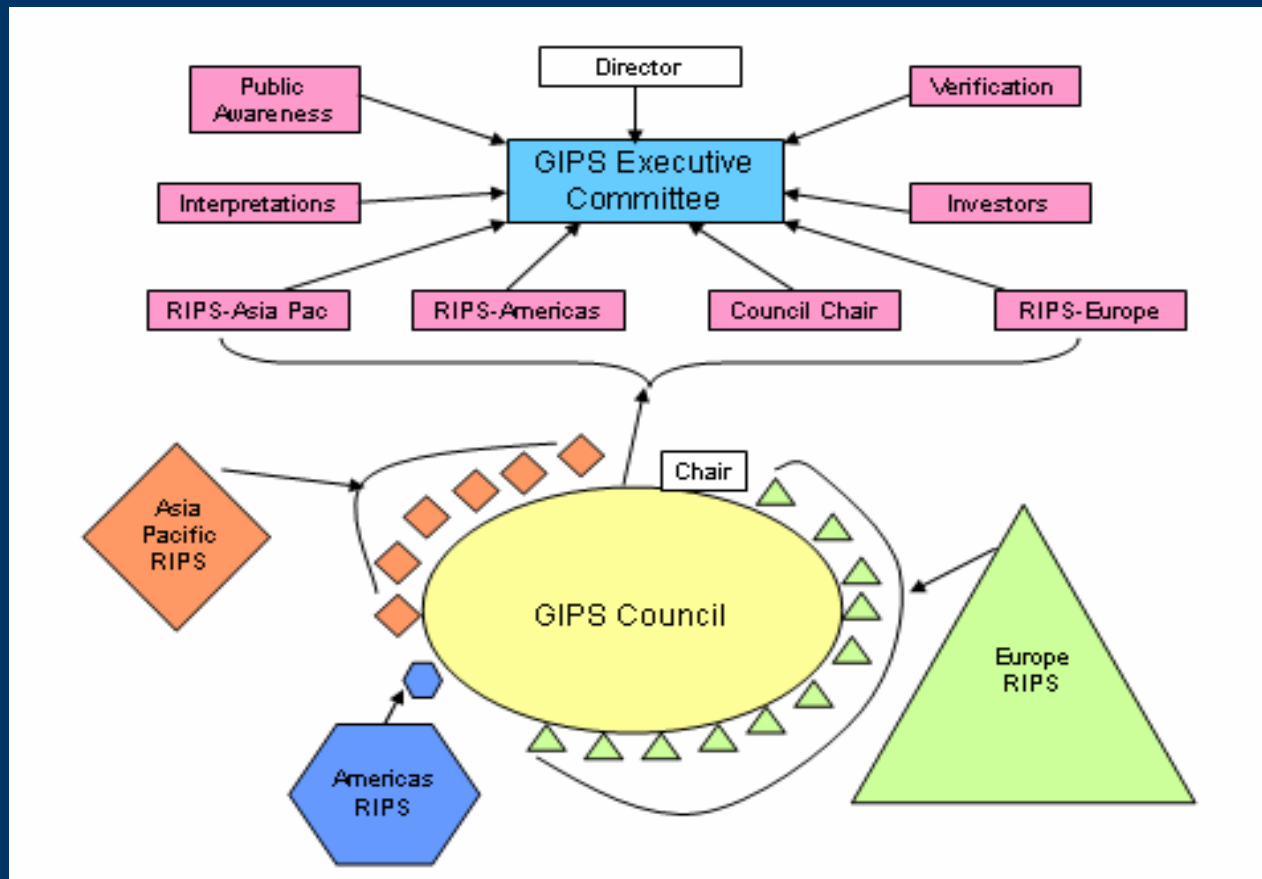 Director
Public
Awareness
Verification
GIPS Executive
Committee
Interpretations
Investors
RIPS-Asia Pac
RIPS-Americas
Council Chair
RIPS-Europe
Chair
Asia
Pacific
RIPS
GIPS Council
Europe
RIPS
Americas
RIPS